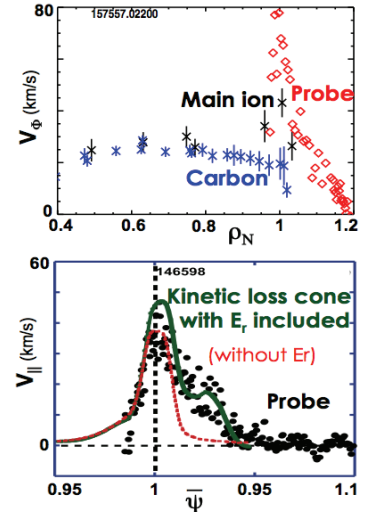 80
157557.02200
Main ion
Probe
VΦ (km/s)
Carbon
0
0.4
0.6
0.8
1
1.2
ρN
60
146598
Kinetic loss cone
with Er included
(without Er)
V|| (km/s)
Probe
0
0.95
1
0.95
1.1
ψ